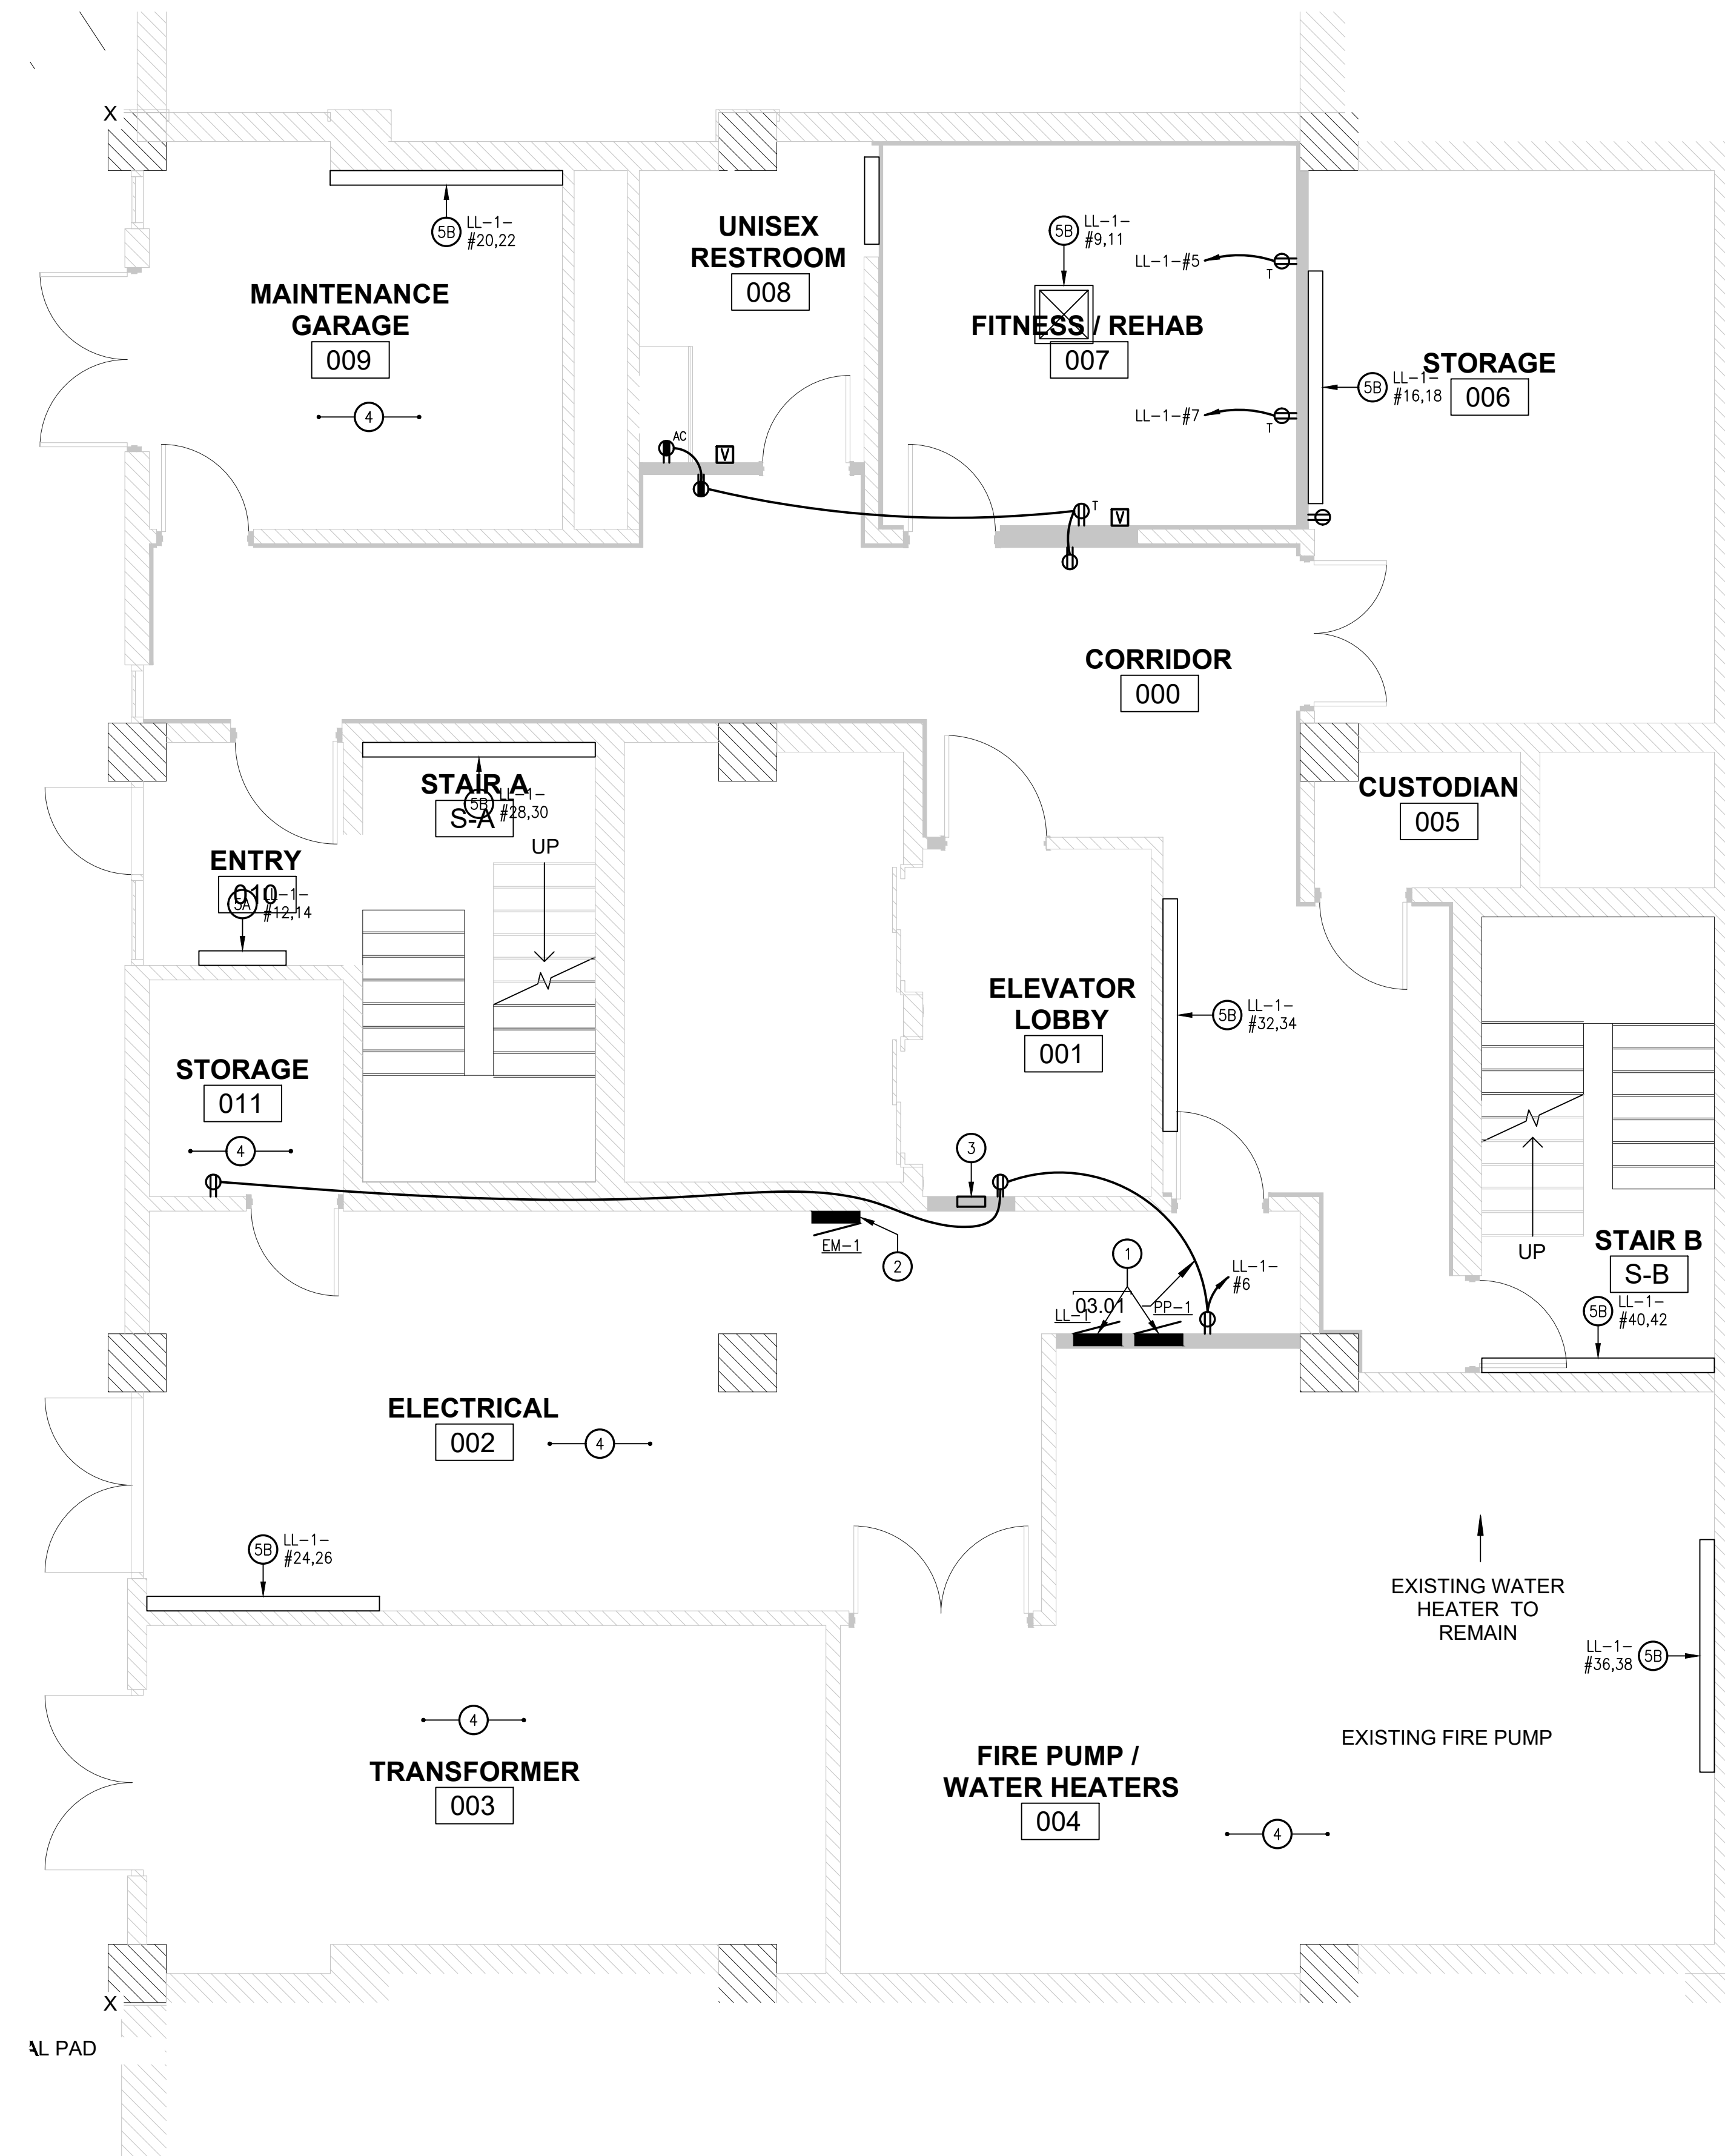 X
5B
LL-1-
#20,22
UNISEX
RESTROOM
008
5B
LL-1-
#9,11
LL-1-#5
T
MAINTENANCE
GARAGE
009
FITNESS / REHAB
007
STORAGE
006
5B
LL-1-
#16,18
4
LL-1-#7
T
AC
V
T
V
CORRIDOR
000
STAIR A
S-A
5B
LL-1-
#28,30
UP
CUSTODIAN
005
ENTRY
010
5A
LL-1-
#12,14
ELEVATOR
LOBBY
001
5B
LL-1-
#32,34
STORAGE
011
4
3
EM-1
2
1
LL-1-
#6
03.01
LL-1
PP-1
UP
STAIR B
S-B
5B
LL-1-
#40,42
ELECTRICAL
002
4
5B
LL-1-
#24,26
EXISTING WATER
HEATER TO
REMAIN
LL-1-
#36,38
5B
4
TRANSFORMER
003
EXISTING FIRE PUMP
FIRE PUMP /
WATER HEATERS
004
4
X
AL PAD